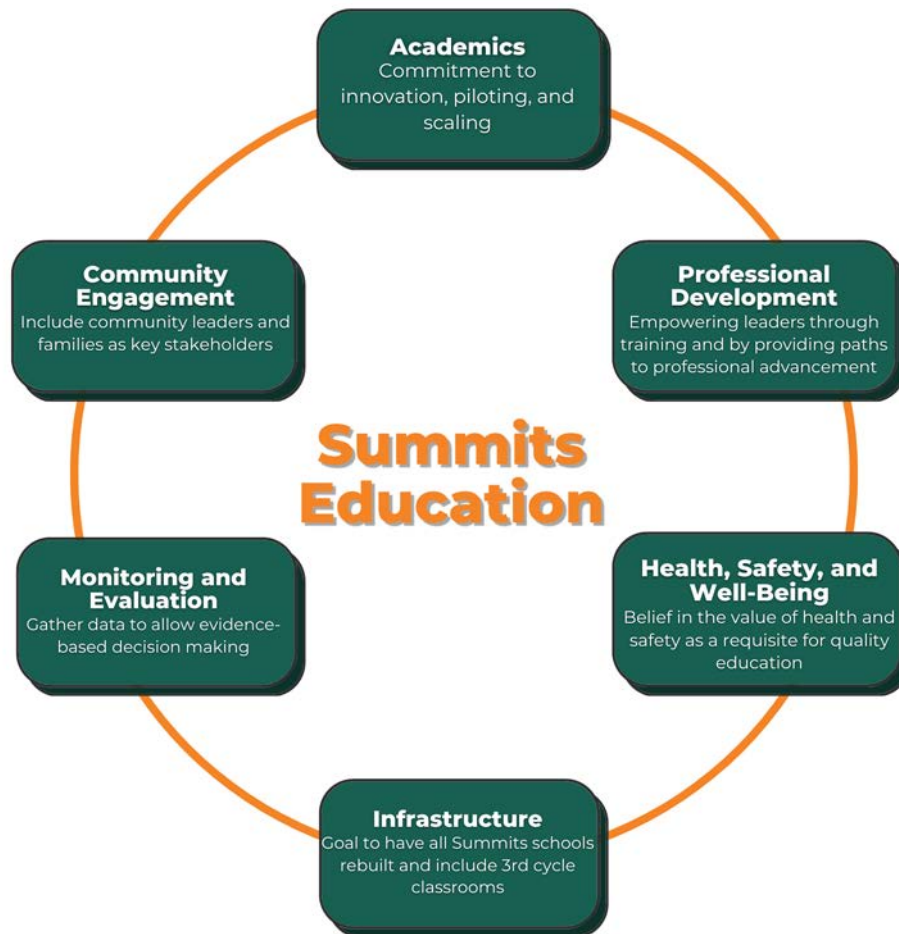 Academics
Commitment to
innovation, piloting, and
scaling
Professional
Development
Empowering leaders through
training and by providing paths
to professional advancement
Health, Safety, and
Well-Being
Belief in the value of health and
safety as a requisite for quality
education
Infrastructure
Goal to have all Summits schools
rebuilt and include 3rd cycle
classrooms
Monitoring and
Evaluation
Gather data to allow evidence-
based decision making
Community
Engagement
Include community leaders and
families as key stakeholders
Summits
Education